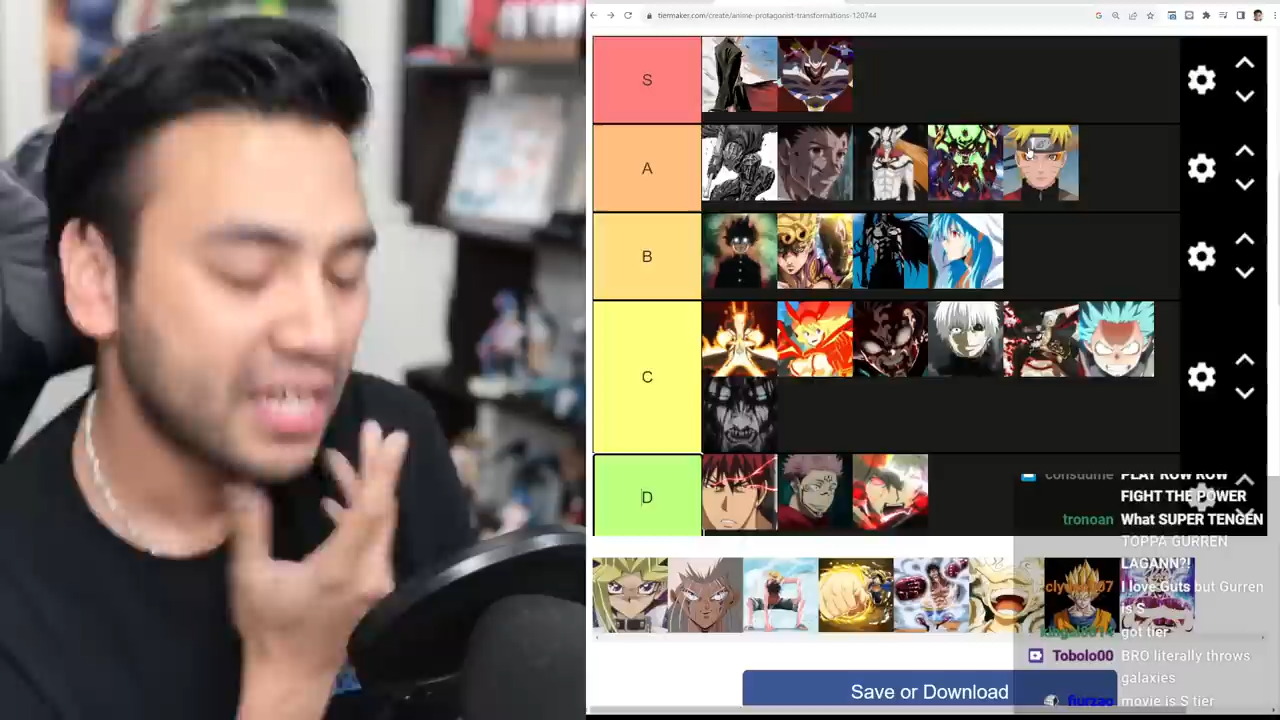 tiermaker.com/create/anime-protagonist-transformations-120744
S
A
B
C
D
PLAY ROW ROW
FIGHT THE POWER
tronoan What SUPER TENGEN
TOPPA GURREN
LAGANN?!
I love Guts but Gurren
is S
got tier
Tobolo00 BRO literally throws
galaxies
fiurzao movie is S tier
Save or Download